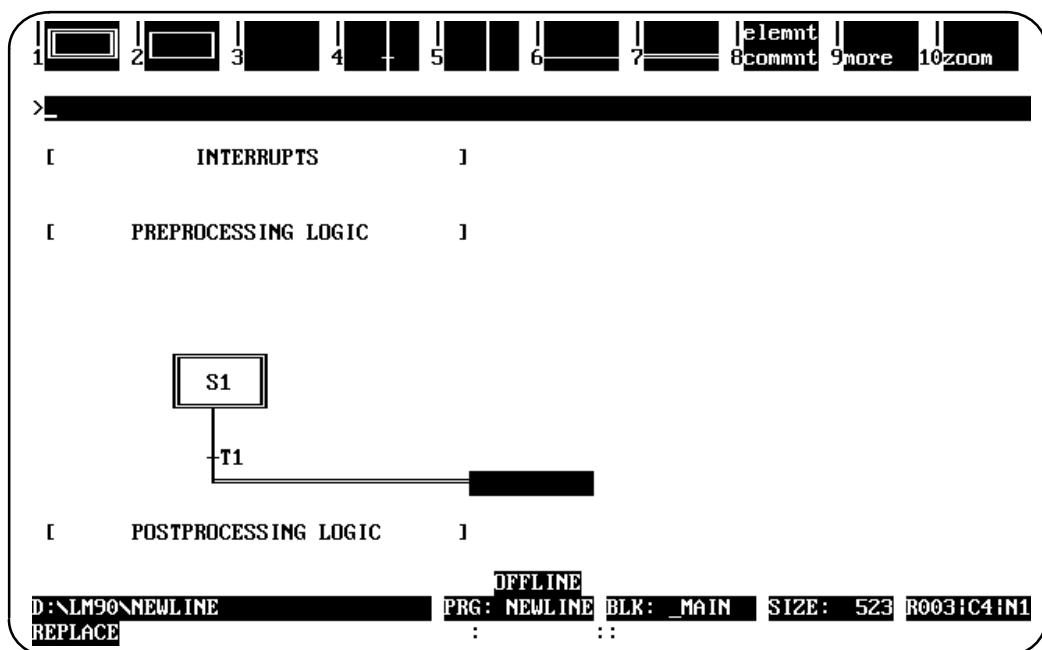 elemnt
1 2 3 4 5 6 7 8commnt 9more 10zoom
>_
[ INTERRUPTS ]
[ PREPROCESSING LOGIC ]
S1
T1
[ POSTPROCESSING LOGIC ]
OFFLINE
D:\LM90\NEWLINE PRG: NEWLINE BLK: _MAIN SIZE: 523 R003¦C4¦N1
REPLACE : ::